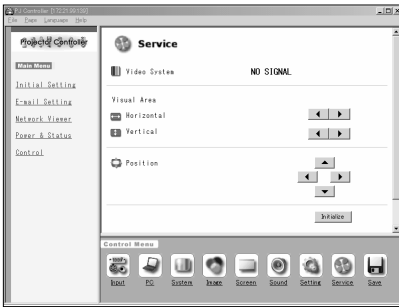 PJ Controller [172.21.99.139]
File Page Language Help
Projector Controller
Main Menu
Initial Setting
E-mail Setting
Network Viewer
Power & Status
Control
Service
Video System NO SIGNAL
Visual Area
Horizontal
Vertical
Position
Initialize
Control Menu
Input PC System Image Screen Sound Setting Service Save